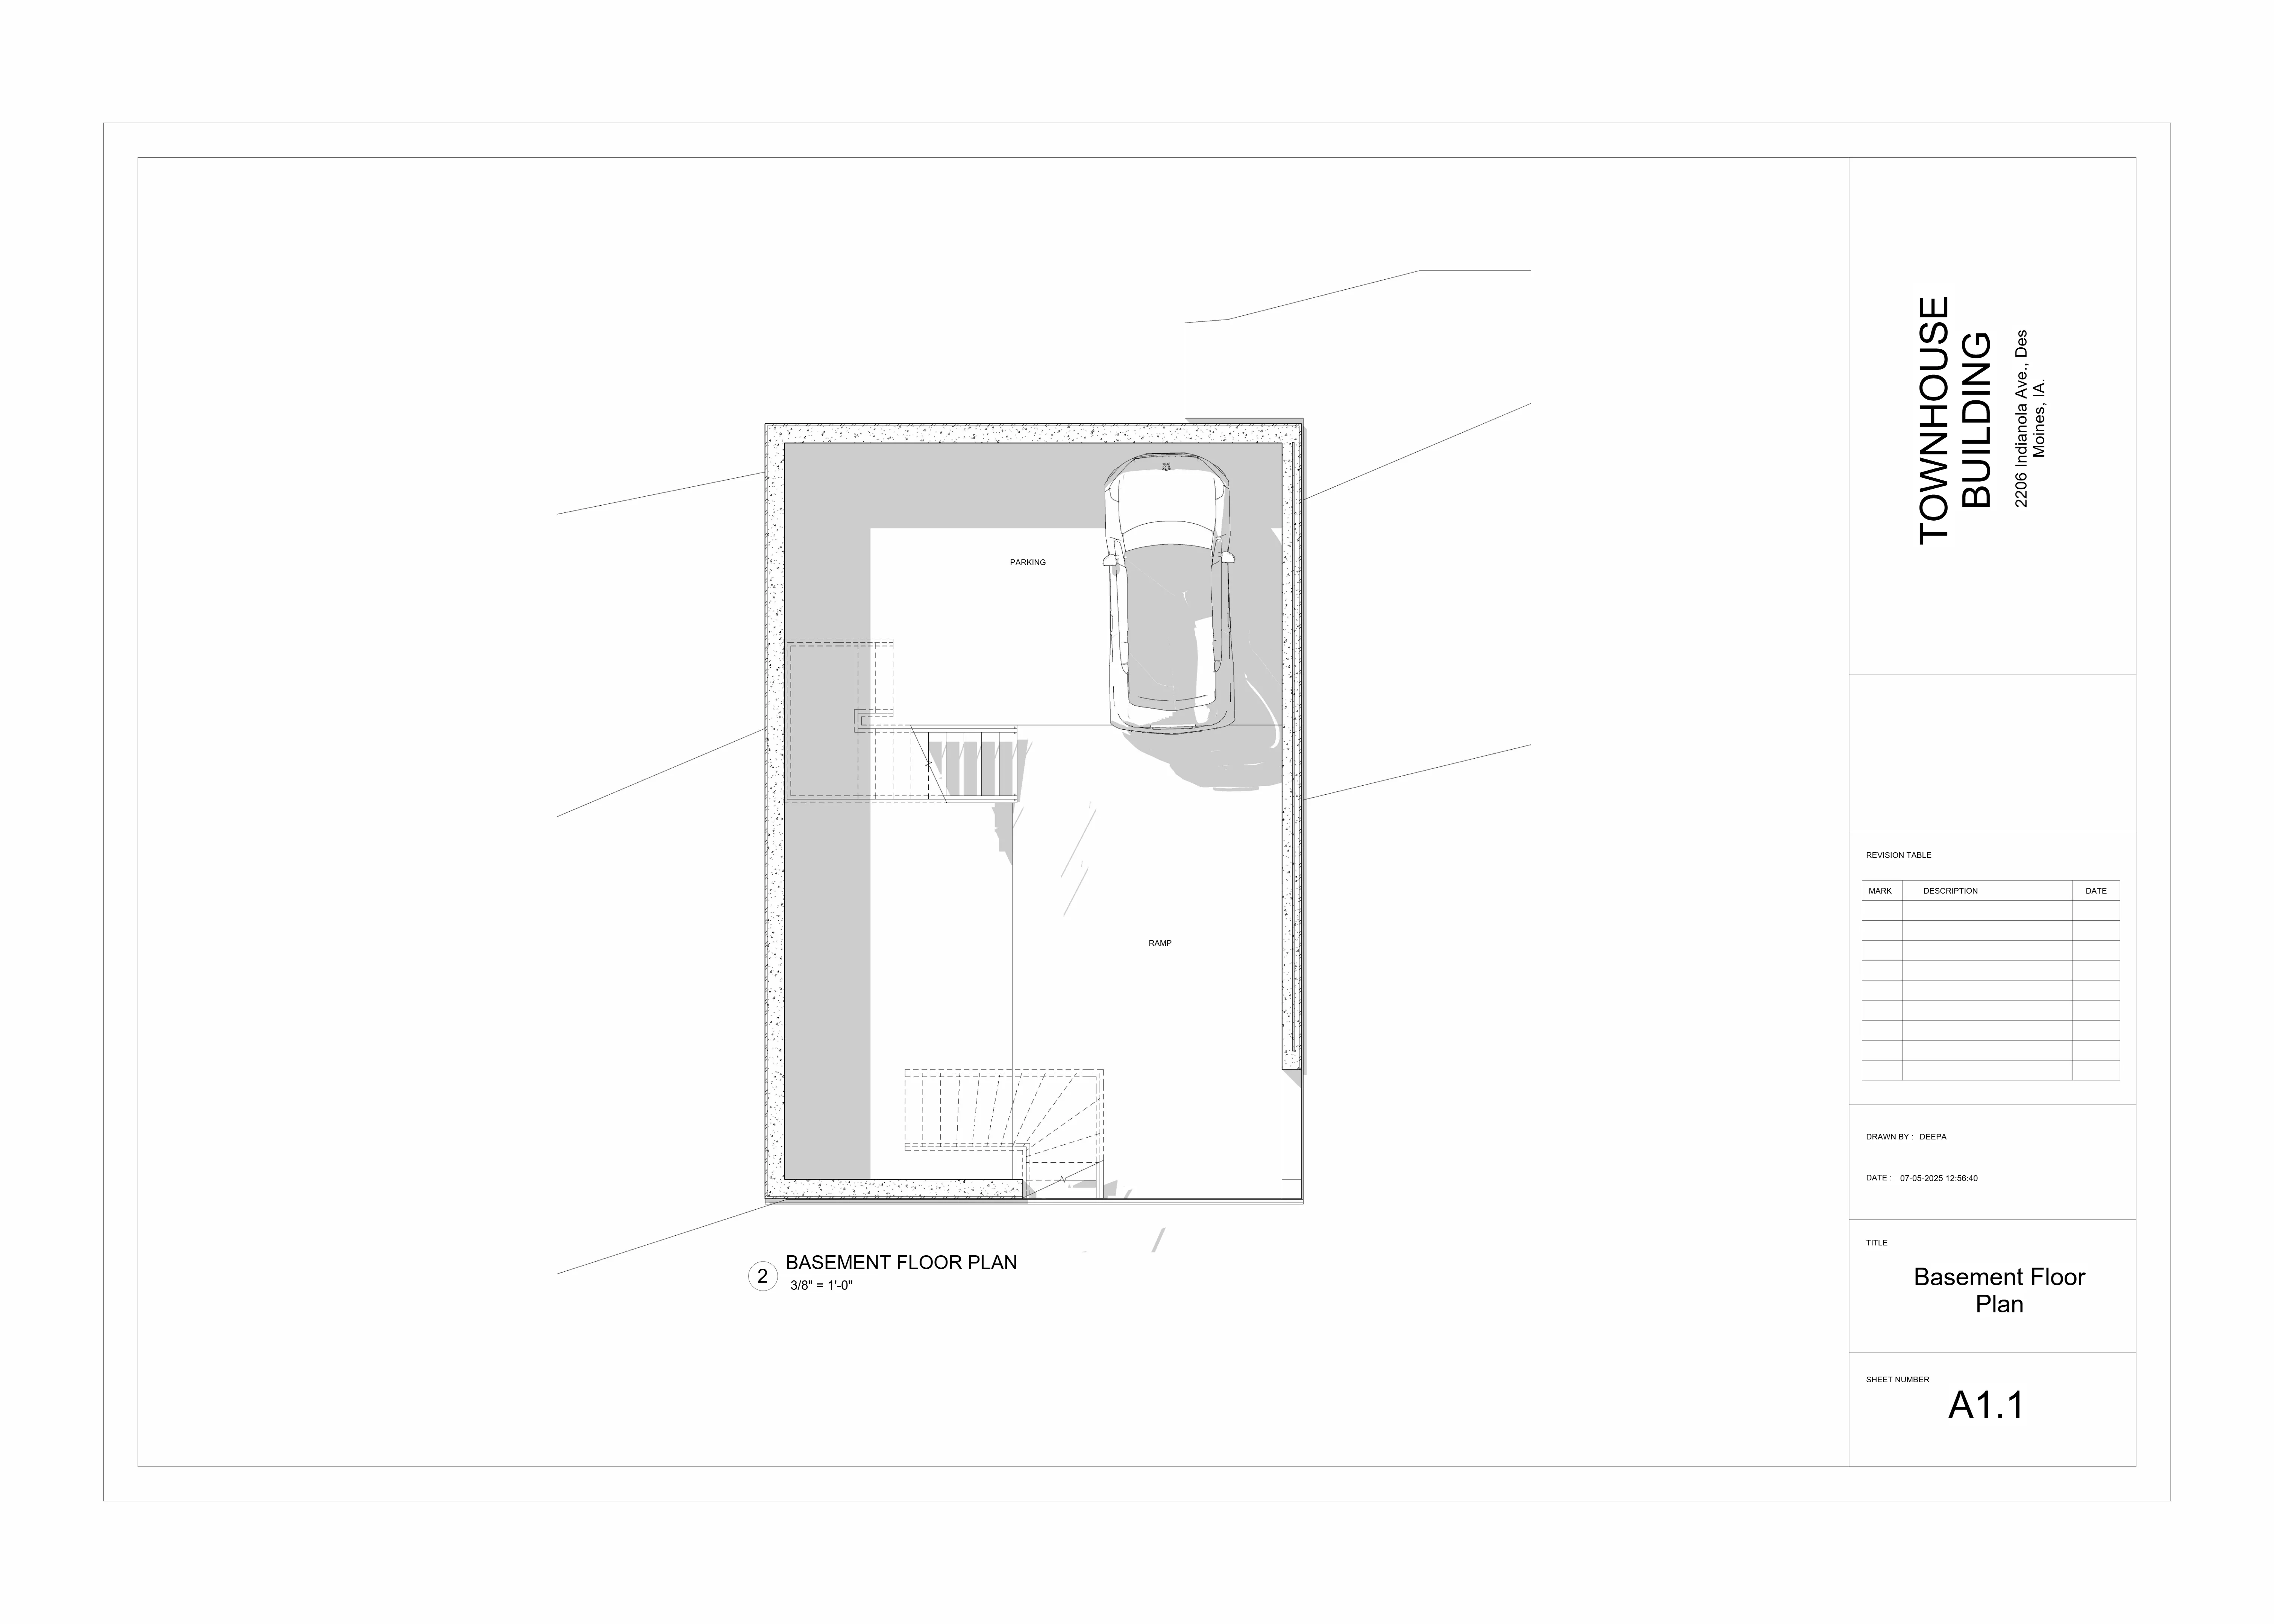 PARKING
RAMP
2
BASEMENT FLOOR PLAN
3/8" = 1'-0"
TOWNHOUSE
BUILDING
2206 Indianola Ave., Des
Moines, IA.
REVISION TABLE
MARK DESCRIPTION DATE
DRAWN BY : DEEPA
DATE : 07-05-2025 12:56:40
TITLE
Basement Floor
Plan
SHEET NUMBER
A1.1